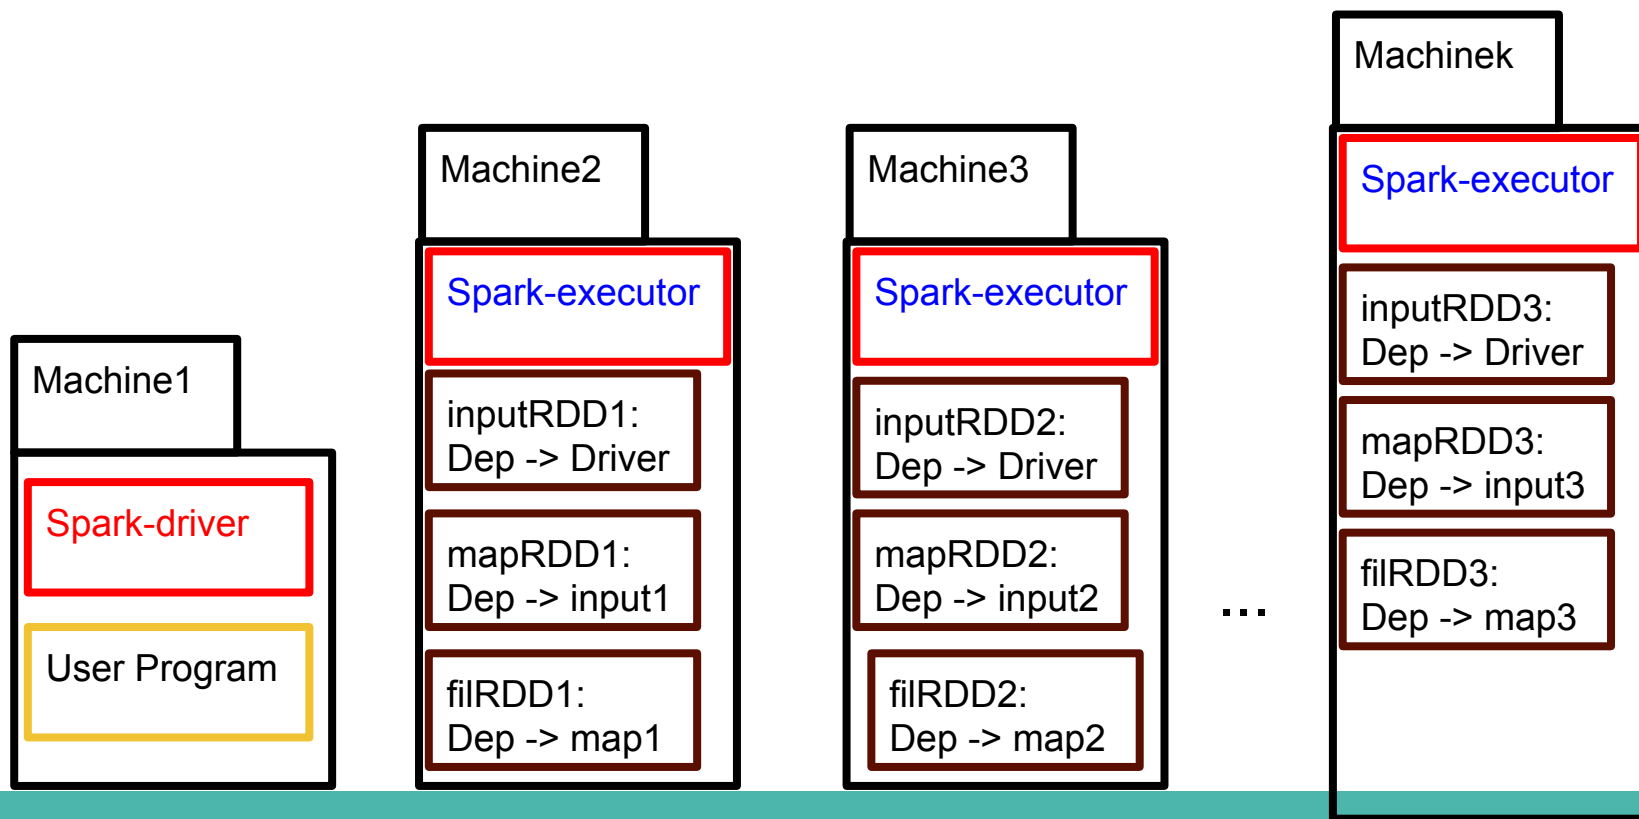 Machine1
Spark-driver
User Program
Machine2
Spark-executor
inputRDD1:
Dep -> Driver
mapRDD1:
Dep -> input1
filRDD1:
Dep -> map1
Machine3
Spark-executor
inputRDD2:
Dep -> Driver
mapRDD2:
Dep -> input2
filRDD2:
Dep -> map2
...
Machinek
Spark-executor
inputRDD3:
Dep -> Driver
mapRDD3:
Dep -> input3
filRDD3:
Dep -> map3